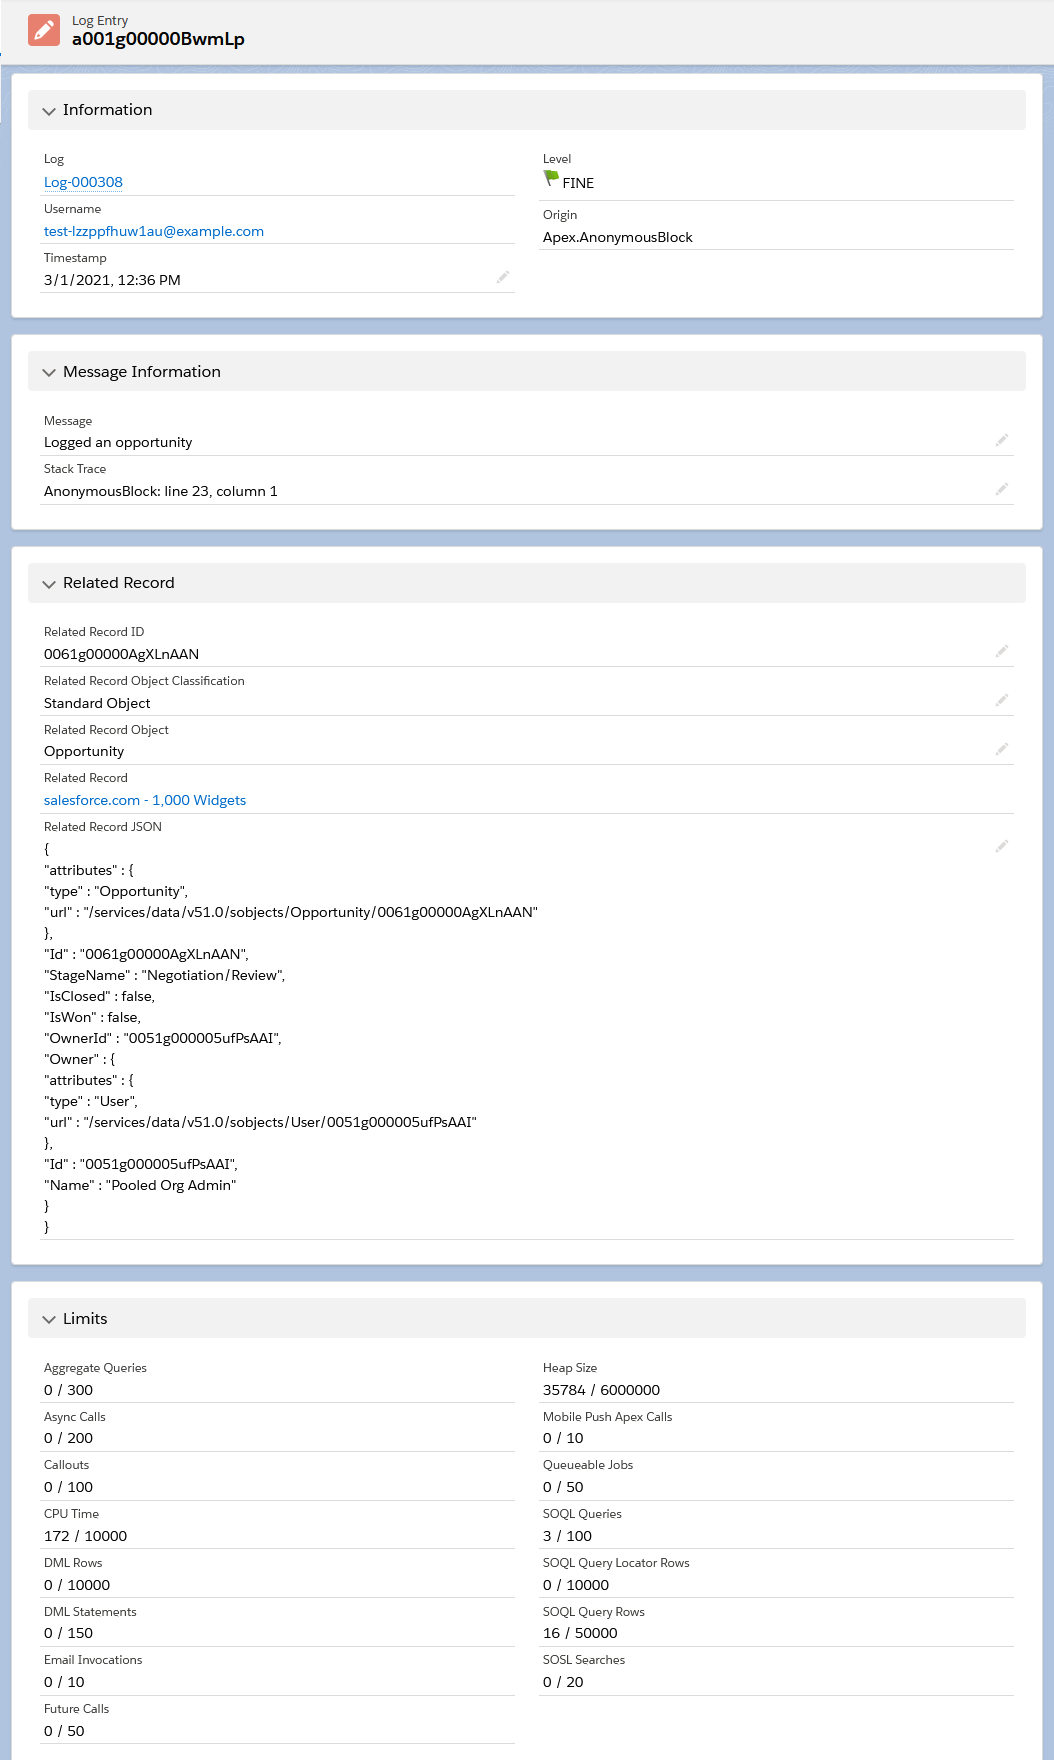 Log Entry
a001g00000BwmLp
Information
Log
Log-000308
Username
test-lzzppfhuw1au@example.com
Timestamp
3/1/2021, 12:36 PM
Level
FINE
Origin
Apex.AnonymousBlock
Message Information
Message
Logged an opportunity
Stack Trace
AnonymousBlock: line 23, column 1
Related Record
Related Record ID
0061g00000AgXLnAAN
Related Record Object Classification
Standard Object
Related Record Object
Opportunity
Related Record
salesforce.com - 1,000 Widgets
Related Record JSON
{
"attributes" : {
"type" : "Opportunity",
"url" : "/services/data/v51.0/sobjects/Opportunity/0061g00000AgXLnAAN"
},
"Id" : "0061g00000AgXLnAAN",
"StageName" : "Negotiation/Review",
"IsClosed" : false,
"IsWon" : false,
"OwnerId" : "0051g000005ufPsAAI",
"Owner" : {
"attributes" : {
"type" : "User",
"url" : "/services/data/v51.0/sobjects/User/0051g000005ufPsAAI"
},
"Id" : "0051g000005ufPsAAI",
"Name" : "Pooled Org Admin"
}
}
Limits
Aggregate Queries
0 / 300
Async Calls
0 / 200
Callouts
0 / 100
CPU Time
172 / 10000
DML Rows
0 / 10000
DML Statements
0 / 150
Email Invocations
0 / 10
Future Calls
0 / 50
Heap Size
35784 / 6000000
Mobile Push Apex Calls
0 / 10
Queueable Jobs
0 / 50
SOQL Queries
3 / 100
SOQL Query Locator Rows
0 / 10000
SOQL Query Rows
16 / 50000
SOSL Searches
0 / 20